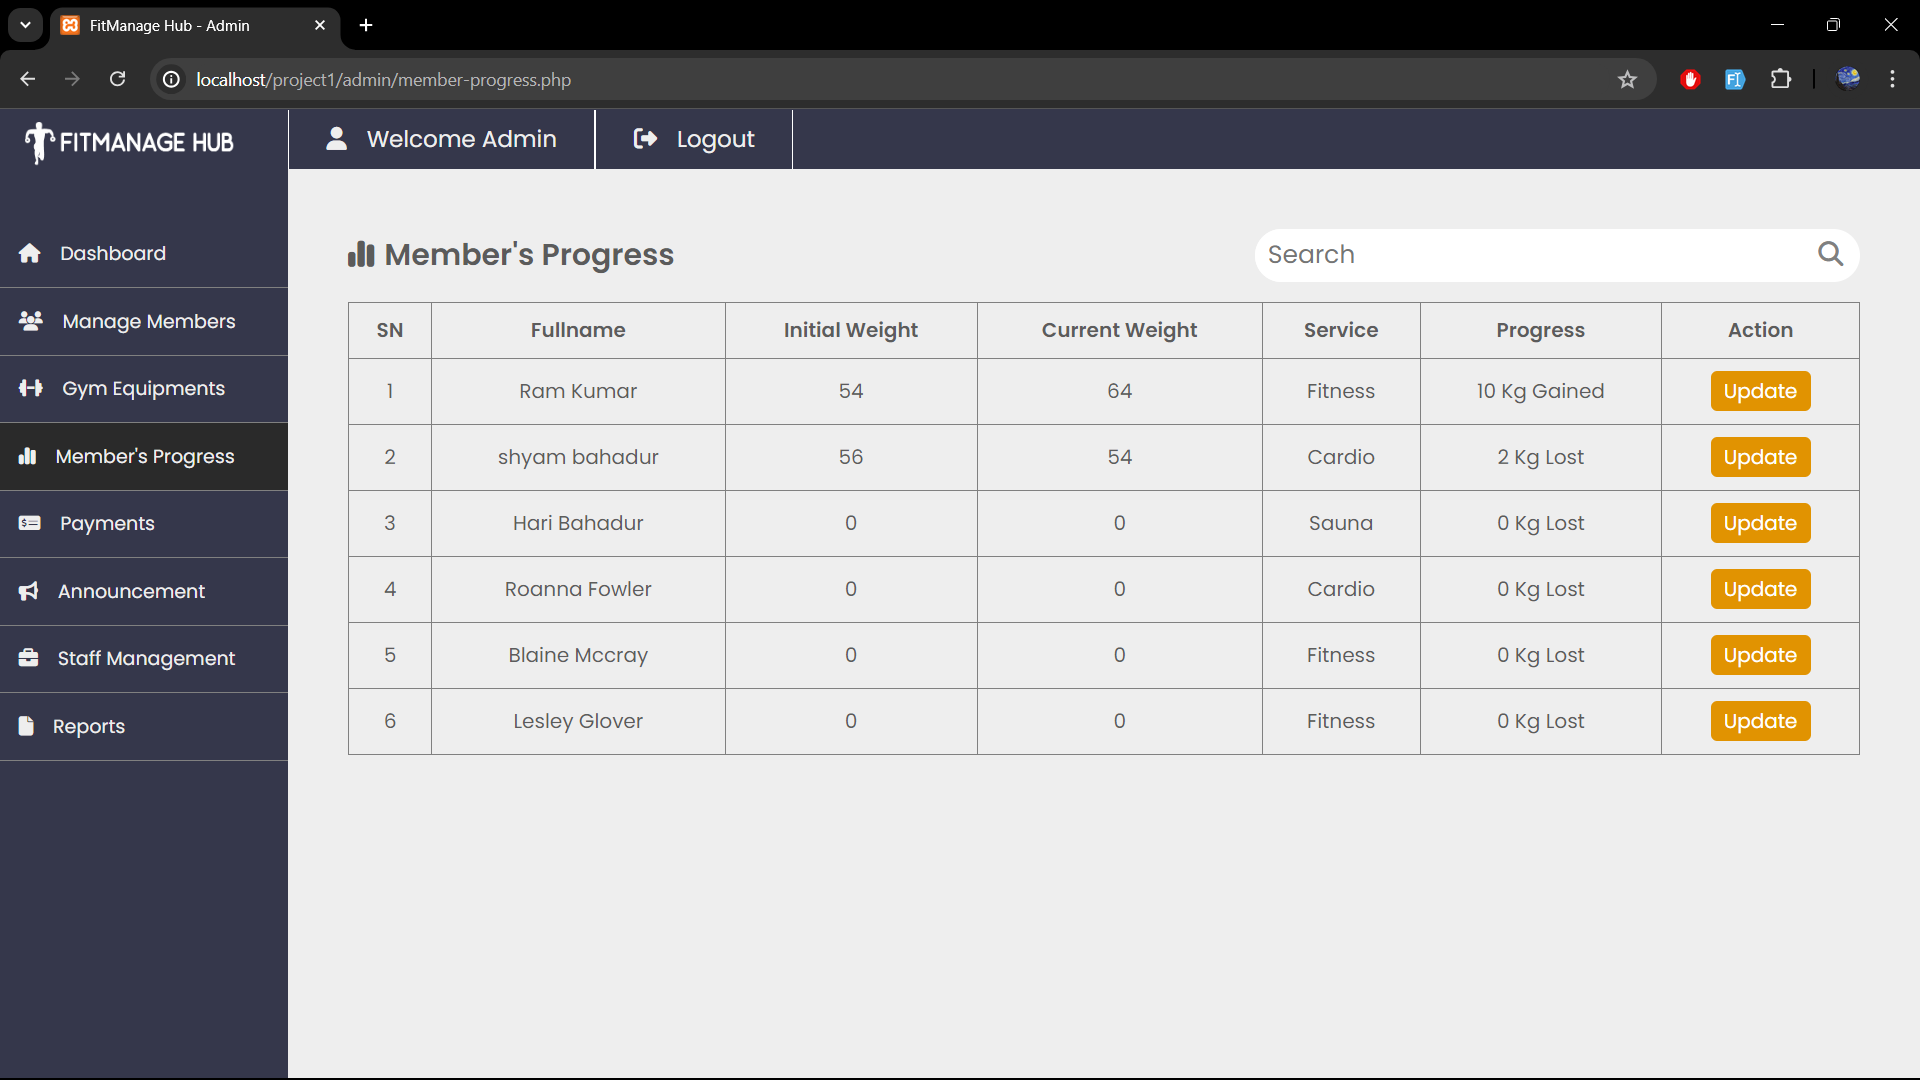 FitManage Hub - Admin
localhost/project1/admin/member-progress.php
FITMANAGE HUB
Welcome Admin
Logout
Dashboard
Manage Members
Gym Equipments
Member's Progress
Payments
Announcement
Staff Management
Reports
Member's Progress
Search
SN Fullname Initial Weight Current Weight Service Progress Action
1 Ram Kumar 54 64 Fitness 10 Kg Gained Update
2 shyam bahadur 56 54 Cardio 2 Kg Lost Update
3 Hari Bahadur 0 0 Sauna 0 Kg Lost Update
4 Roanna Fowler 0 0 Cardio 0 Kg Lost Update
5 Blaine Mccray 0 0 Fitness 0 Kg Lost Update
6 Lesley Glover 0 0 Fitness 0 Kg Lost Update